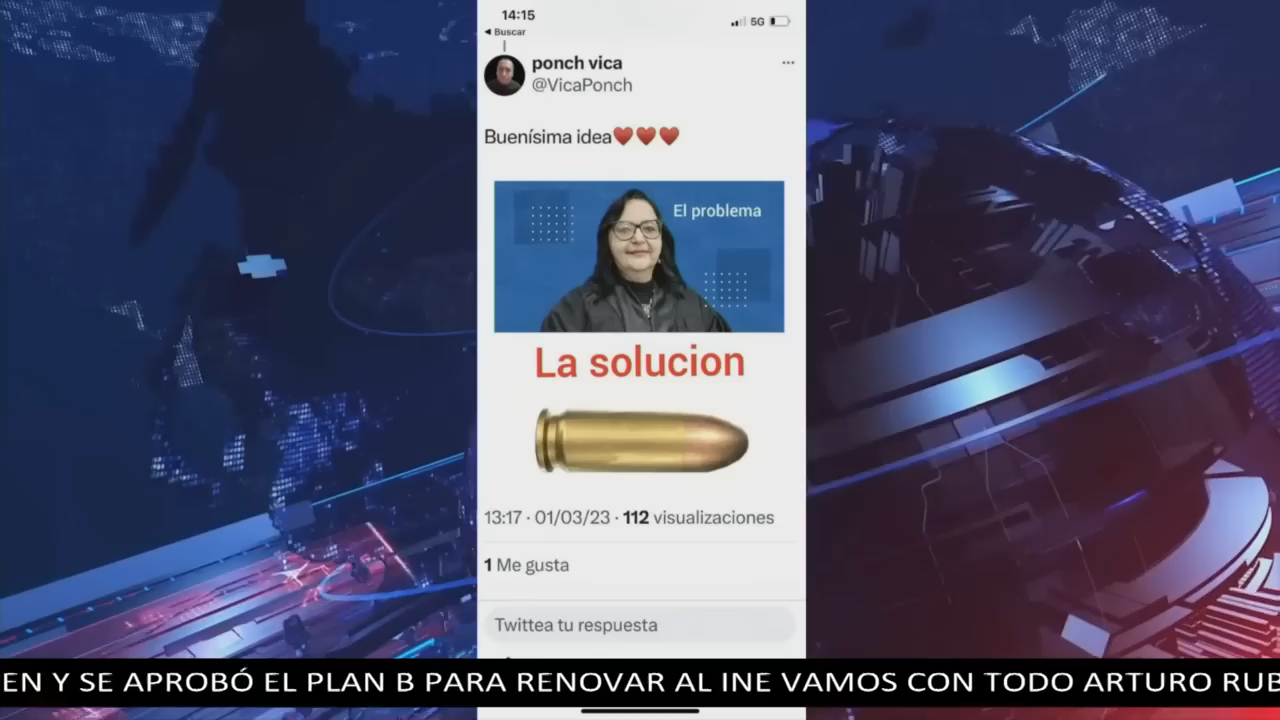 14:15
5G
◄ Buscar
ponch vica
@VicaPonch
Buenísima idea❤️❤️❤️
El problema
La solucion
13:17 · 01/03/23 · 112 visualizaciones
1 Me gusta
Twittea tu respuesta
EN Y SE APROBÓ EL PLAN B PARA RENOVAR AL INE VAMOS CON TODO ARTURO RUB